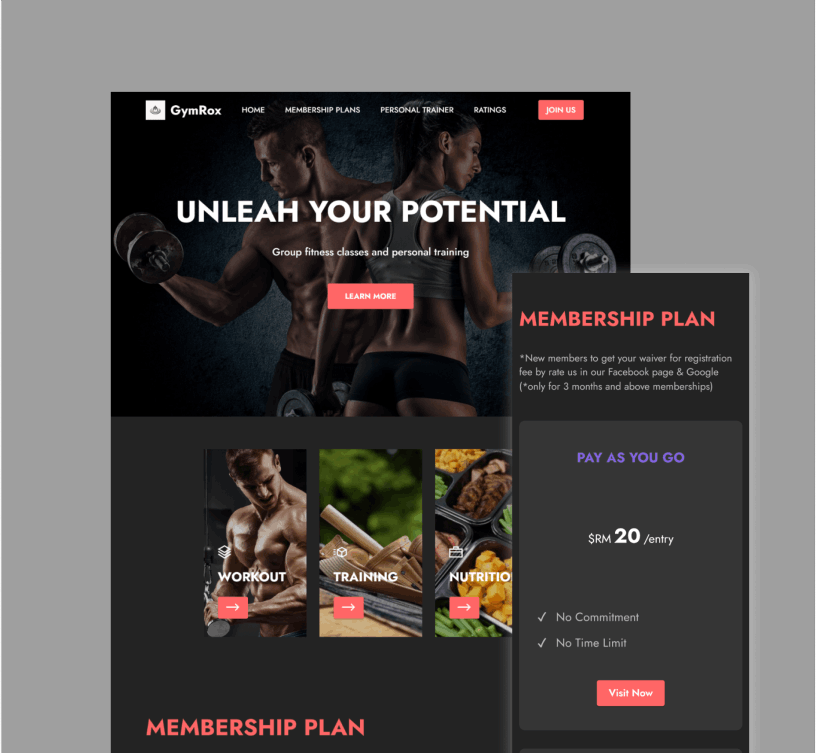 GymRox
HOME
MEMBERSHIP PLANS
PERSONAL TRAINER
RATINGS
JOIN US
UNLEAH YOUR POTENTIAL
Group fitness classes and personal training
LEARN MORE
WORKOUT
TRAINING
NUTRITIO
MEMBERSHIP PLAN
MEMBERSHIP PLAN
*New members to get your waiver for registration
fee by rate us in our Facebook page & Google
(*only for 3 months and above memberships)
PAY AS YOU GO
$RM 20 /entry
✓ No Commitment
✓ No Time Limit
Visit Now